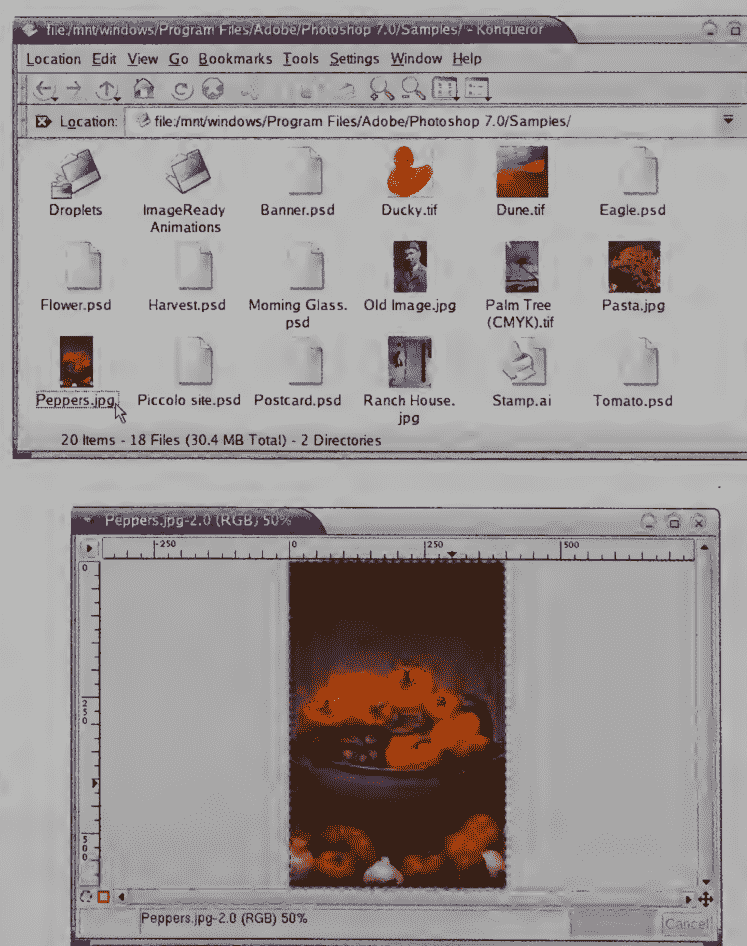 file:/mnt/windows/Program Files/Adobe/Photoshop 7.0/Samples/ - Konqueror
Location Edit View Go Bookmarks Tools Settings Window Help
Location: file:/mnt/windows/Program Files/Adobe/Photoshop 7.0/Samples/
Droplets ImageReady Animations Banner.psd Ducky.tif Dune.tif Eagle.psd
Flower.psd Harvest.psd Morning Glass.psd Old Image.jpg Palm Tree (CMYK).tif Pasta.jpg
Peppers.jpg Piccolo site.psd Postcard.psd Ranch House.jpg Stamp.ai Tomato.psd
20 Items - 18 Files (30.4 MB Total) - 2 Directories
Peppers.jpg-2.0 (RGB) 50%
-250 0 250 500
0
250
500
Peppers.jpg-2.0 (RGB) 50% Cancel